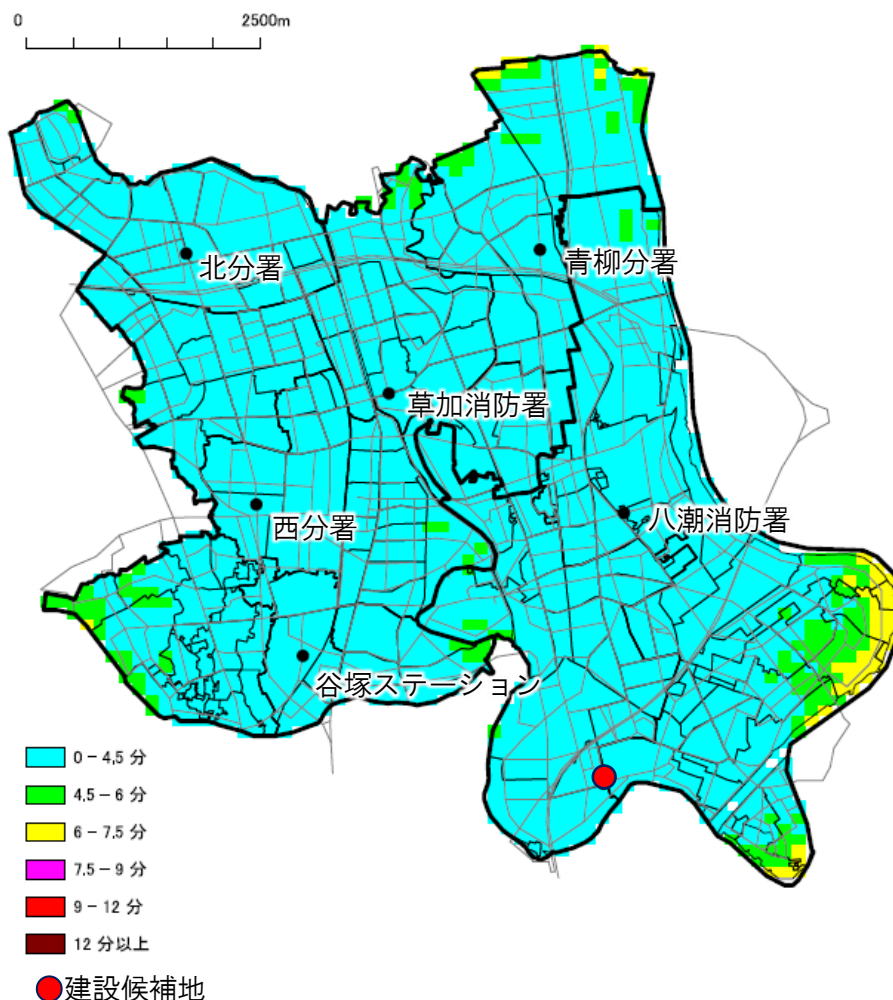 0 2500m
北分署
青柳分署
草加消防署
西分署
八潮消防署
谷塚ステーション
0 − 4.5 分
4.5 − 6 分
6 − 7.5 分
7.5 − 9 分
9 − 12 分
12 分以上
建設候補地